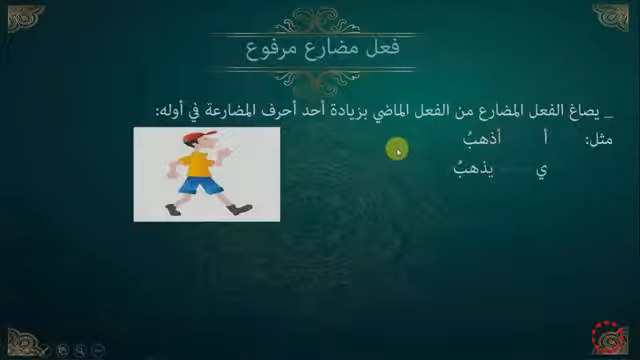 فعل مضارع مرفوع
_ يصاغ الفعل المضارع من الفعل الماضي بزيادة أحد أحرف المضارعة في أوله:
مثل: أ أذهبُ
ي يذهبُ